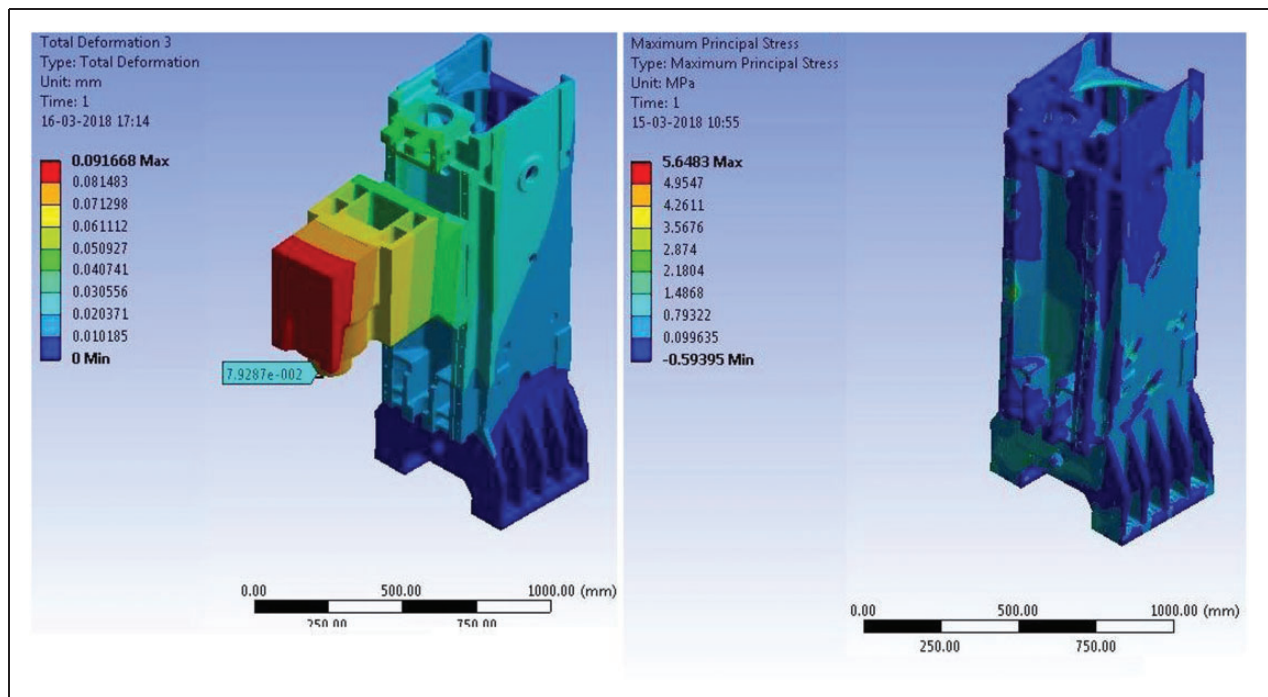 Total Deformation 3
Type: Total Deformation
Unit: mm
Time: 1
16-03-2018 17:14
0.091668 Max
0.081483
0.071298
0.061112
0.050927
0.040741
0.030556
0.020371
0.010185
0 Min
7.9287e-002
0.00 500.00 1000.00 (mm)
250.00 750.00
Maximum Principal Stress
Type: Maximum Principal Stress
Unit: MPa
Time: 1
15-03-2018 10:55
5.6483 Max
4.9547
4.2611
3.5676
2.874
2.1804
1.4868
0.79322
0.099635
-0.59395 Min
0.00 500.00 1000.00 (mm)
250.00 750.00